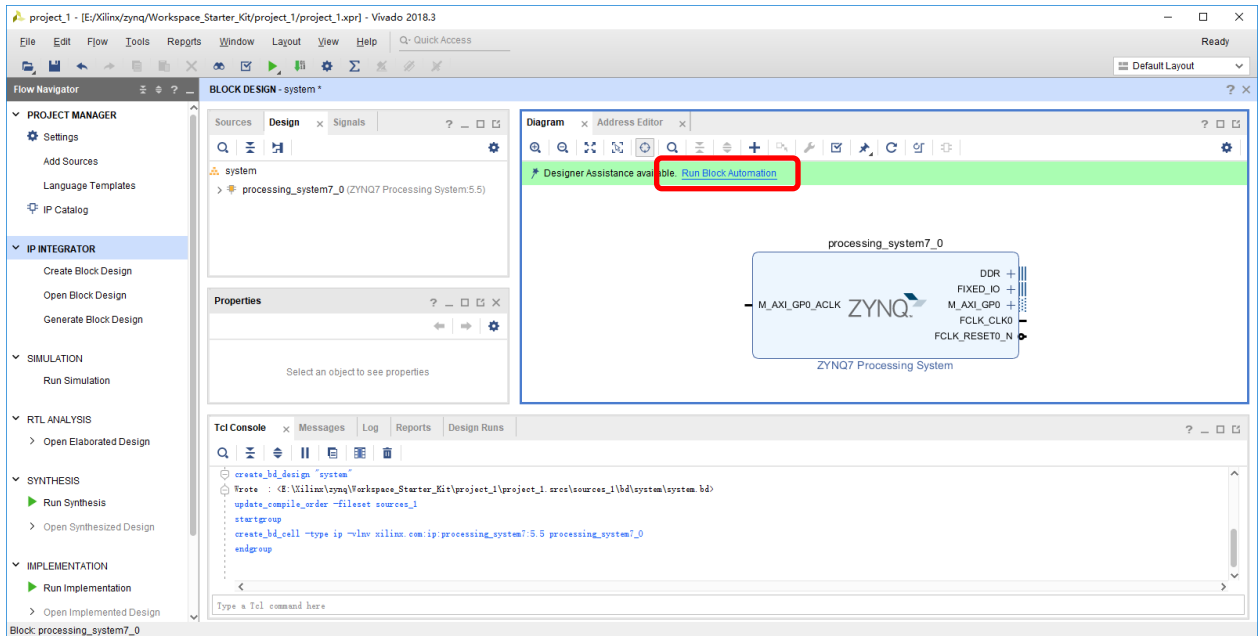 project_1 - [E:/Xilinx/zynq/Workspace_Starter_Kit/project_1/project_1.xpr] - Vivado 2018.3
File Edit Flow Tools Reports Window Layout View Help Q- Quick Access Ready
Default Layout
Flow Navigator
PROJECT MANAGER
Settings
Add Sources
Language Templates
IP Catalog
IP INTEGRATOR
Create Block Design
Open Block Design
Generate Block Design
SIMULATION
Run Simulation
RTL ANALYSIS
Open Elaborated Design
SYNTHESIS
Run Synthesis
Open Synthesized Design
IMPLEMENTATION
Run Implementation
Open Implemented Design
BLOCK DESIGN - system *
Sources Design Signals
system
processing_system7_0 (ZYNQ7 Processing System:5.5)
Properties
Select an object to see properties
Diagram Address Editor
Designer Assistance available. Run Block Automation
processing_system7_0
DDR
FIXED_IO
M_AXI_GP0_ACLK ZYNQ M_AXI_GP0
FCLK_CLK0
FCLK_RESET0_N
ZYNQ7 Processing System
Tcl Console Messages Log Reports Design Runs
create_bd_design "system"
Wrote : <E:\Xilinx\zynq\Workspace_Starter_Kit\project_1\project_1.srcs\sources_1\bd\system\system.bd>
update_compile_order -fileset sources_1
startgroup
create_bd_cell -type ip -vlnv xilinx.com:ip:processing_system7:5.5 processing_system7_0
endgroup
Type a Tcl command here
Block: processing_system7_0